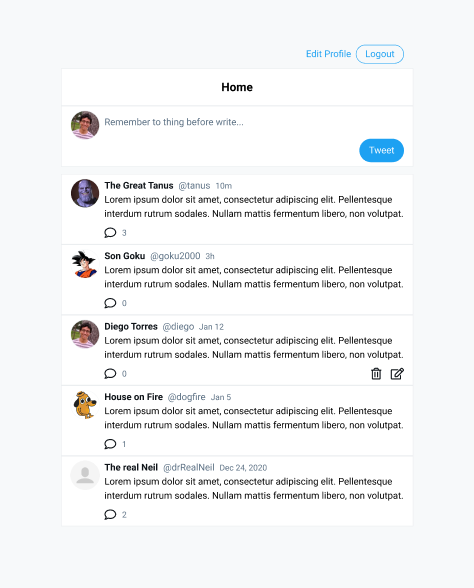 Edit Profile Logout
Home
Remember to thing before write...
Tweet
The Great Tanus @tanus 10m
Lorem ipsum dolor sit amet, consectetur adipiscing elit. Pellentesque
interdum rutrum sodales. Nullam mattis fermentum libero, non volutpat.
3
Son Goku @goku2000 3h
Lorem ipsum dolor sit amet, consectetur adipiscing elit. Pellentesque
interdum rutrum sodales. Nullam mattis fermentum libero, non volutpat.
0
Diego Torres @diego Jan 12
Lorem ipsum dolor sit amet, consectetur adipiscing elit. Pellentesque
interdum rutrum sodales. Nullam mattis fermentum libero, non volutpat.
0
House on Fire @dogfire Jan 5
Lorem ipsum dolor sit amet, consectetur adipiscing elit. Pellentesque
interdum rutrum sodales. Nullam mattis fermentum libero, non volutpat.
1
The real Neil @drRealNeil Dec 24, 2020
Lorem ipsum dolor sit amet, consectetur adipiscing elit. Pellentesque
interdum rutrum sodales. Nullam mattis fermentum libero, non volutpat.
2